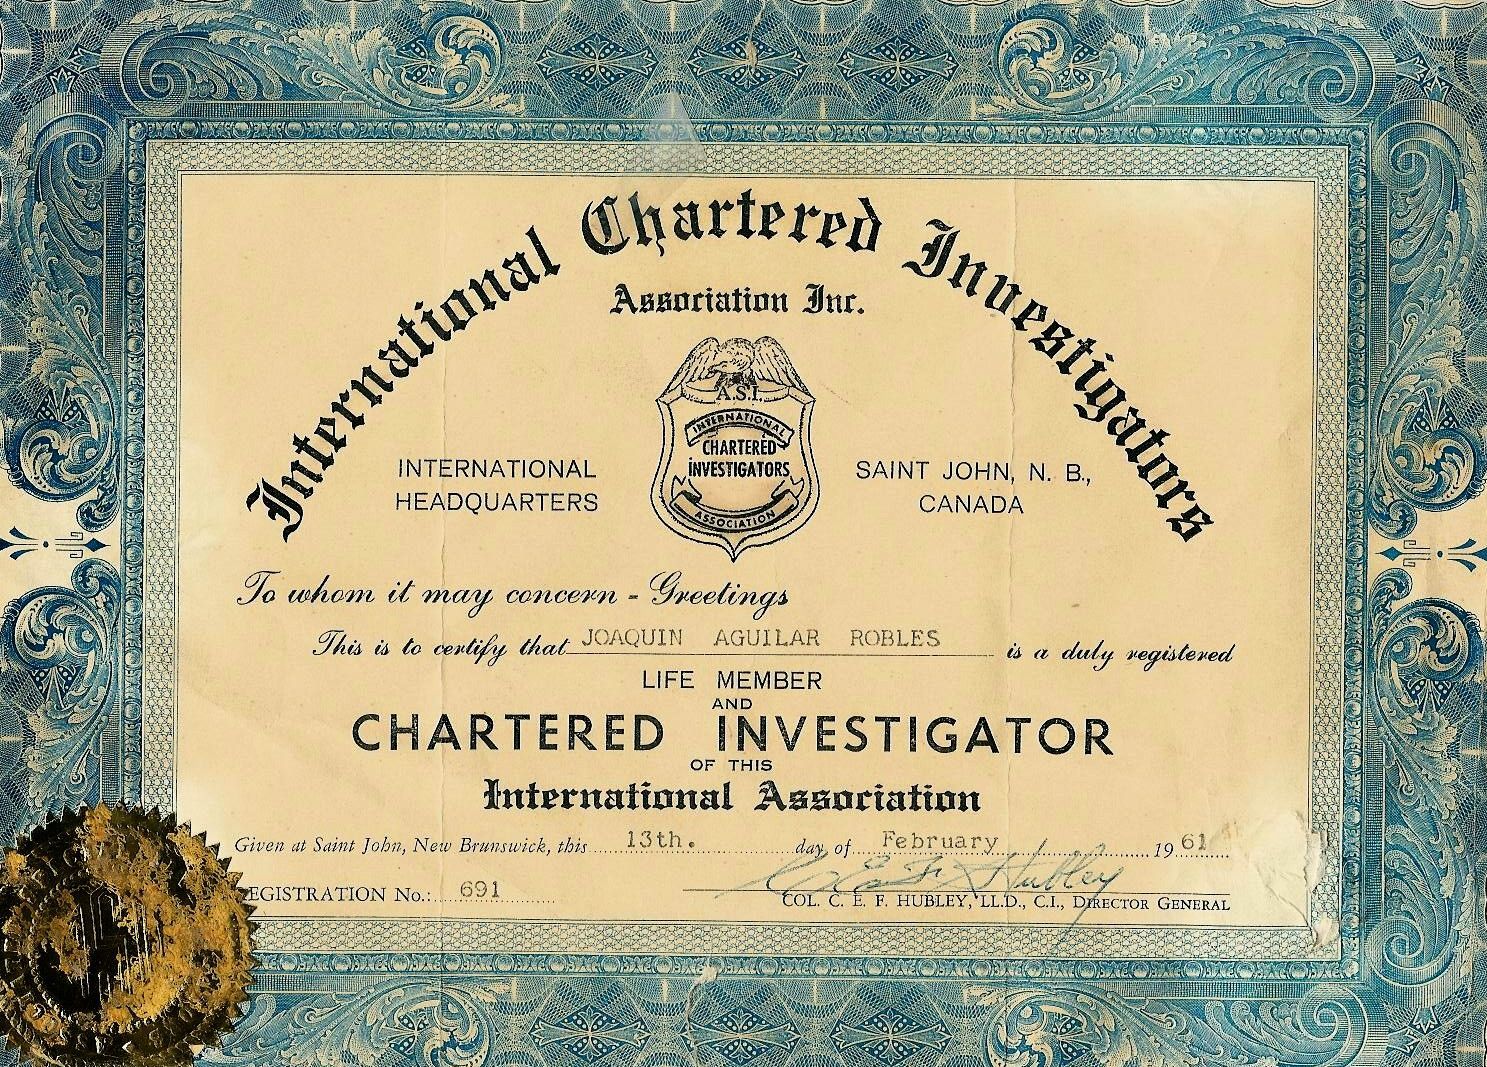 International Chartered Investigators
Association Inc.
A.S.I.
INTERNATIONAL
CHARTERED
INVESTIGATORS
ASSOCIATION
INTERNATIONAL
HEADQUARTERS
SAINT JOHN, N. B.,
CANADA
To whom it may concern - Greetings
This is to certify that JOAQUIN AGUILAR ROBLES is a duly registered
LIFE MEMBER
AND
CHARTERED INVESTIGATOR
OF THIS
International Association
Given at Saint John, New Brunswick, this 13th. day of February 1961
EGISTRATION No.: 691
C. E. F. Hubley
COL. C. E. F. HUBLEY, LL.D., C.I., DIRECTOR GENERAL